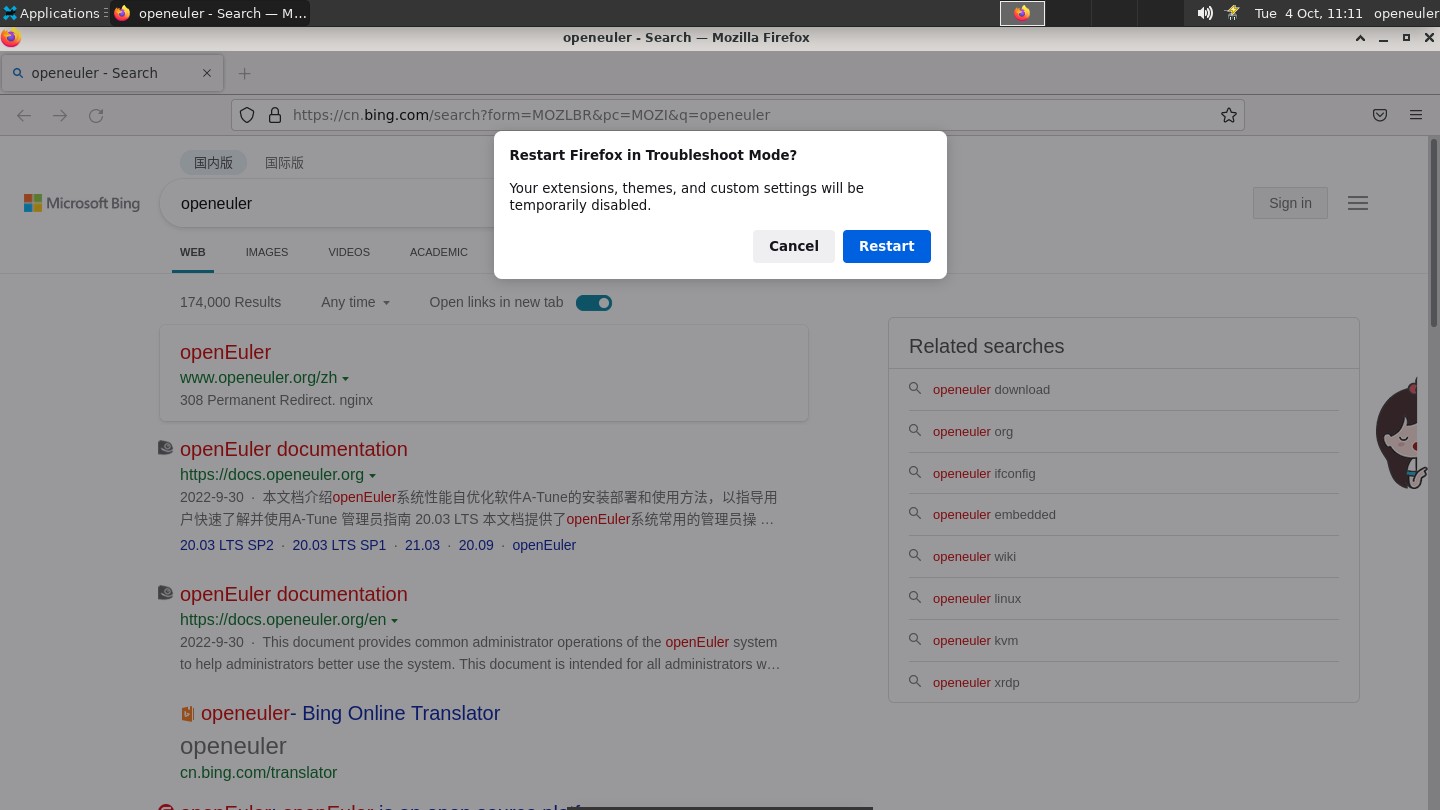 Applications
openeuler - Search — M...
Tue 4 Oct, 11:11
openeuler
openeuler - Search — Mozilla Firefox
openeuler - Search
https://cn.bing.com/search?form=MOZLBR&pc=MOZI&q=openeuler
Restart Firefox in Troubleshoot Mode?
Your extensions, themes, and custom settings will be
temporarily disabled.
Cancel
Restart
国内版
国际版
Microsoft Bing
openeuler
Sign in
WEB
IMAGES
VIDEOS
ACADEMIC
174,000 Results
Any time
Open links in new tab
openEuler
www.openeuler.org/zh
308 Permanent Redirect. nginx
openEuler documentation
https://docs.openeuler.org
2022-9-30 · 本文档介绍openEuler系统性能自优化软件A-Tune的安装部署和使用方法，以指导用
户快速了解并使用A-Tune 管理员指南 20.03 LTS 本文档提供了openEuler系统常用的管理员操 …
20.03 LTS SP2 · 20.03 LTS SP1 · 21.03 · 20.09 · openEuler
openEuler documentation
https://docs.openeuler.org/en
2022-9-30 · This document provides common administrator operations of the openEuler system
to help administrators better use the system. This document is intended for all administrators w…
openeuler- Bing Online Translator
openeuler
cn.bing.com/translator
Related searches
openeuler download
openeuler org
openeuler ifconfig
openeuler embedded
openeuler wiki
openeuler linux
openeuler kvm
openeuler xrdp